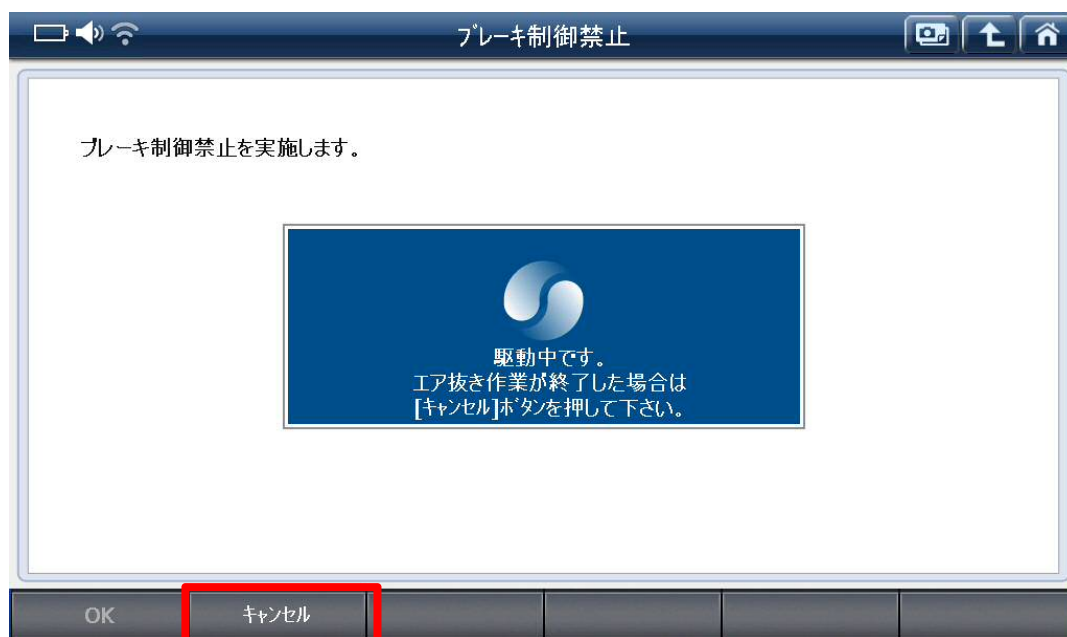 ブレーキ制御禁止
ブレーキ制御禁止を実施します。
駆動中です。
エア抜き作業が終了した場合は
[キャンセル]ボタンを押して下さい。
OK キャンセル